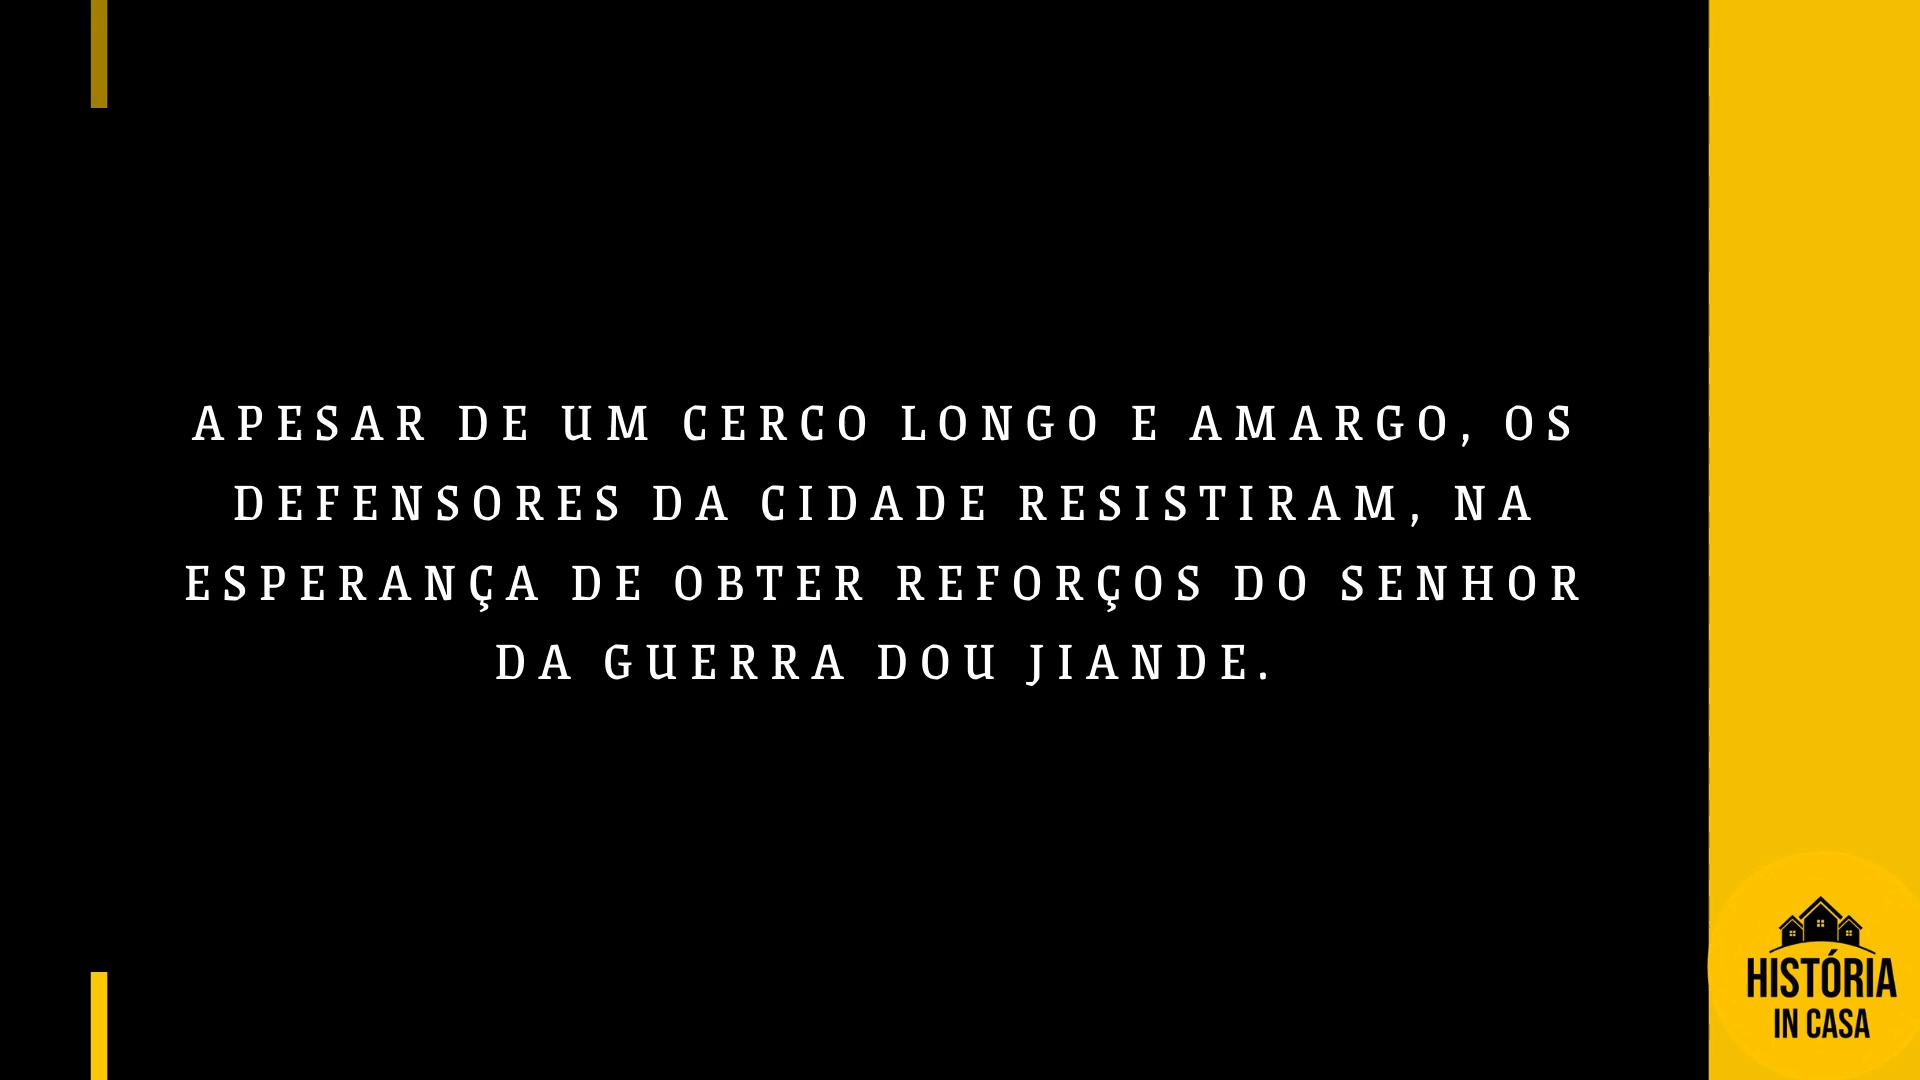 APESAR DE UM CERCO LONGO E AMARGO, OS
DEFENSORES DA CIDADE RESISTIRAM, NA
ESPERANÇA DE OBTER REFORÇOS DO SENHOR
DA GUERRA DOU JIANDE.
HISTÓRIA
IN CASA